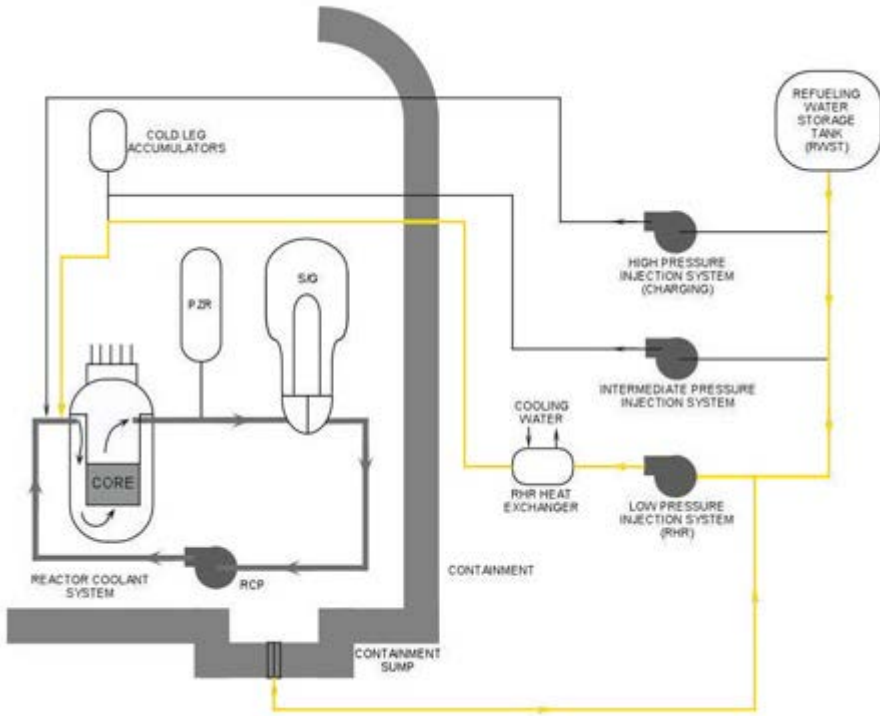 REFUELING
WATER
STORAGE
TANK
(RWST)
COLD LEG
ACCUMULATORS
HIGH PRESSURE
INJECTION SYSTEM
(CHARGING)
S/G
PZR
INTERMEDIATE PRESSURE
INJECTION SYSTEM
COOLING
WATER
CORE
RHR HEAT
EXCHANGER
LOW PRESSURE
INJECTION SYSTEM
(RHR)
REACTOR COOLANT
SYSTEM
RCP
CONTAINMENT
CONTAINMENT
SUMP